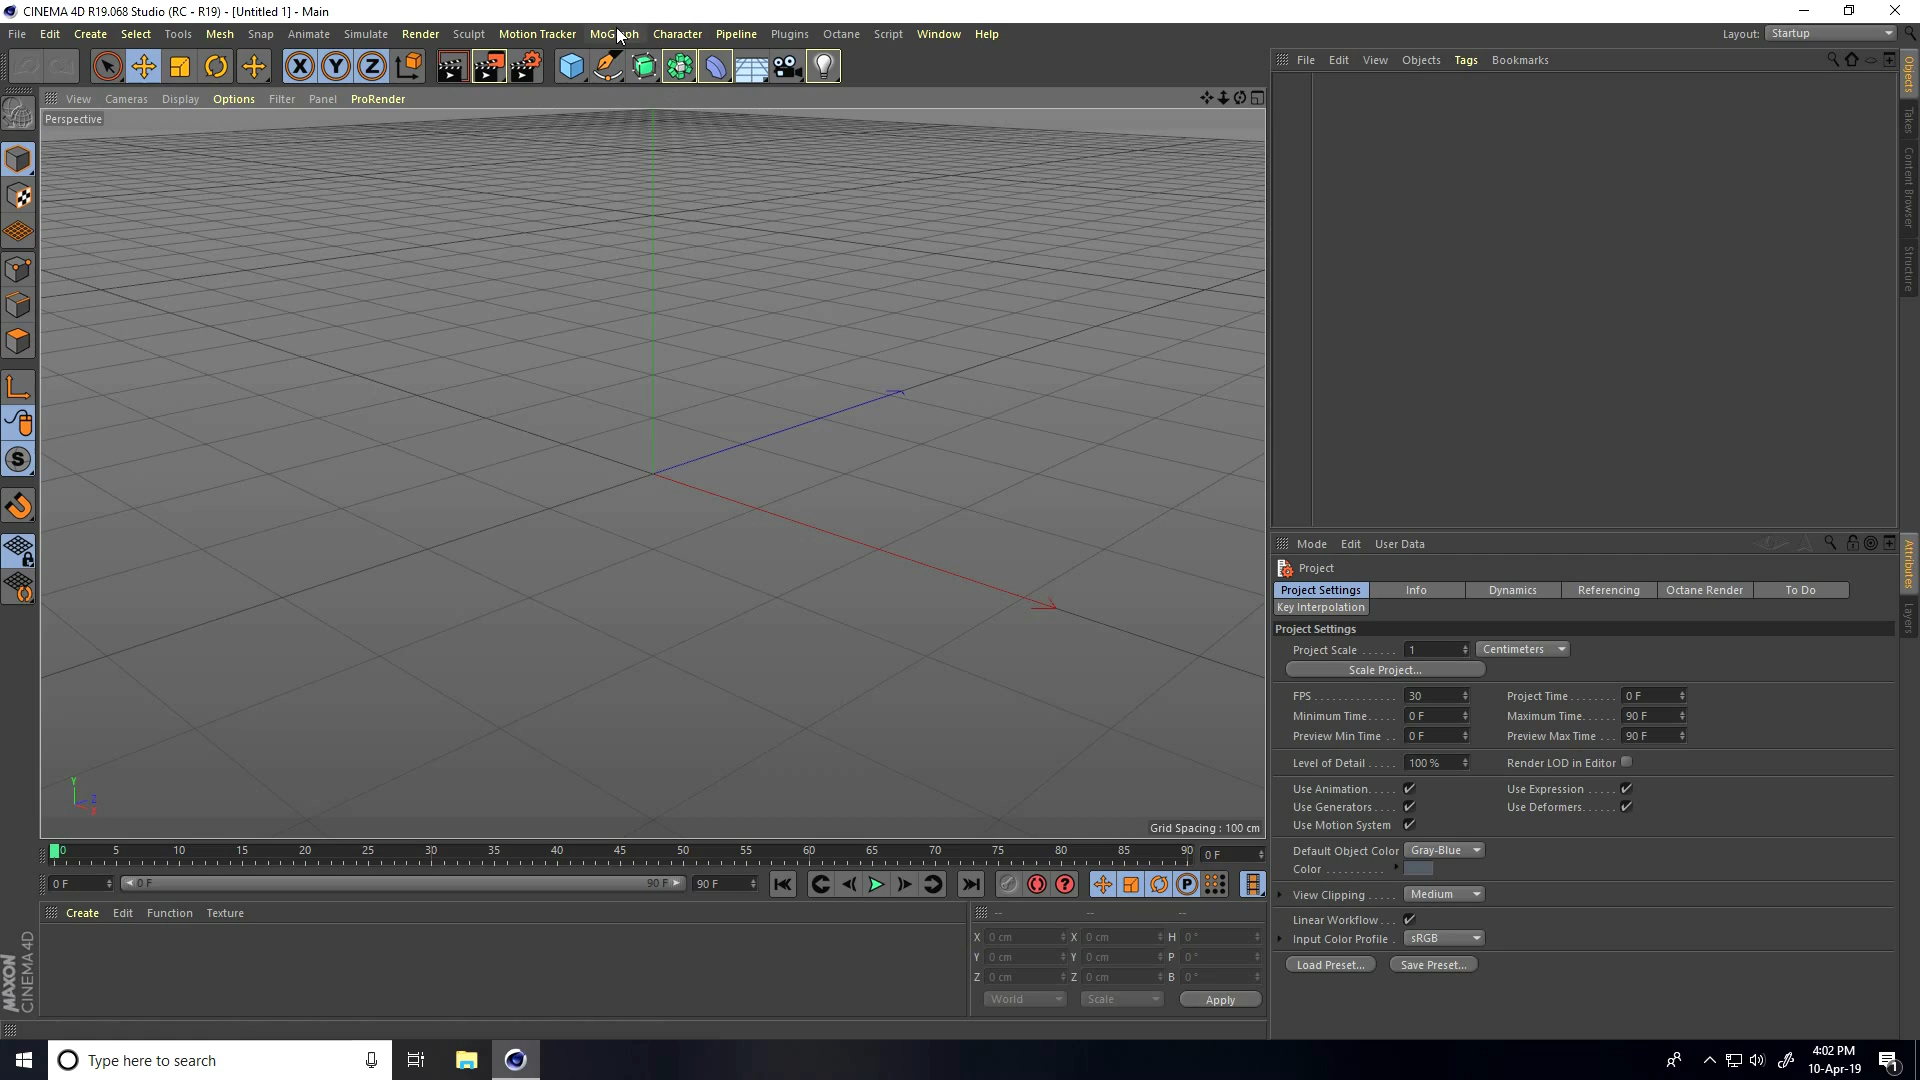 CINEMA 4D R19.068 Studio (RC - R19) - [Untitled 1] - Main
File Edit Create Select Tools Mesh Snap Animate Simulate Render Sculpt Motion Tracker MoGraph Character Pipeline Plugins Octane Script Window Help
Layout: Startup
File Edit View Objects Tags Bookmarks
Objects
Takes
Content Browser
Structure
View Cameras Display Options Filter Panel ProRender
Perspective
X Y Z
Y
Z
X
Grid Spacing : 100 cm
Mode Edit User Data
Attributes
Layers
Project
Project Settings Info Dynamics Referencing Octane Render To Do
Key Interpolation
Project Settings
Project Scale ...... 1 Centimeters
Scale Project...
FPS ............. 30 Project Time....... 0 F
Minimum Time..... 0 F Maximum Time...... 90 F
Preview Min Time .. 0 F Preview Max Time ... 90 F
Level of Detail ..... 100 % Render LOD in Editor
Use Animation..... Use Expression .....
Use Generators.... Use Deformers......
Use Motion System
Default Object Color Gray-Blue
Color ..........
View Clipping ..... Medium
Linear Workflow...
Input Color Profile . sRGB
Load Preset... Save Preset...
0 5 10 15 20 25 30 35 40 45 50 55 60 65 70 75 80 85 90 0 F
0 F 0 F 90 F 90 F
P
Create Edit Function Texture
-- -- --
X 0 cm X 0 cm H 0 °
Y 0 cm Y 0 cm P 0 °
Z 0 cm Z 0 cm B 0 °
World Scale Apply
MAXON
CINEMA 4D
Type here to search
4:02 PM
10-Apr-19
1